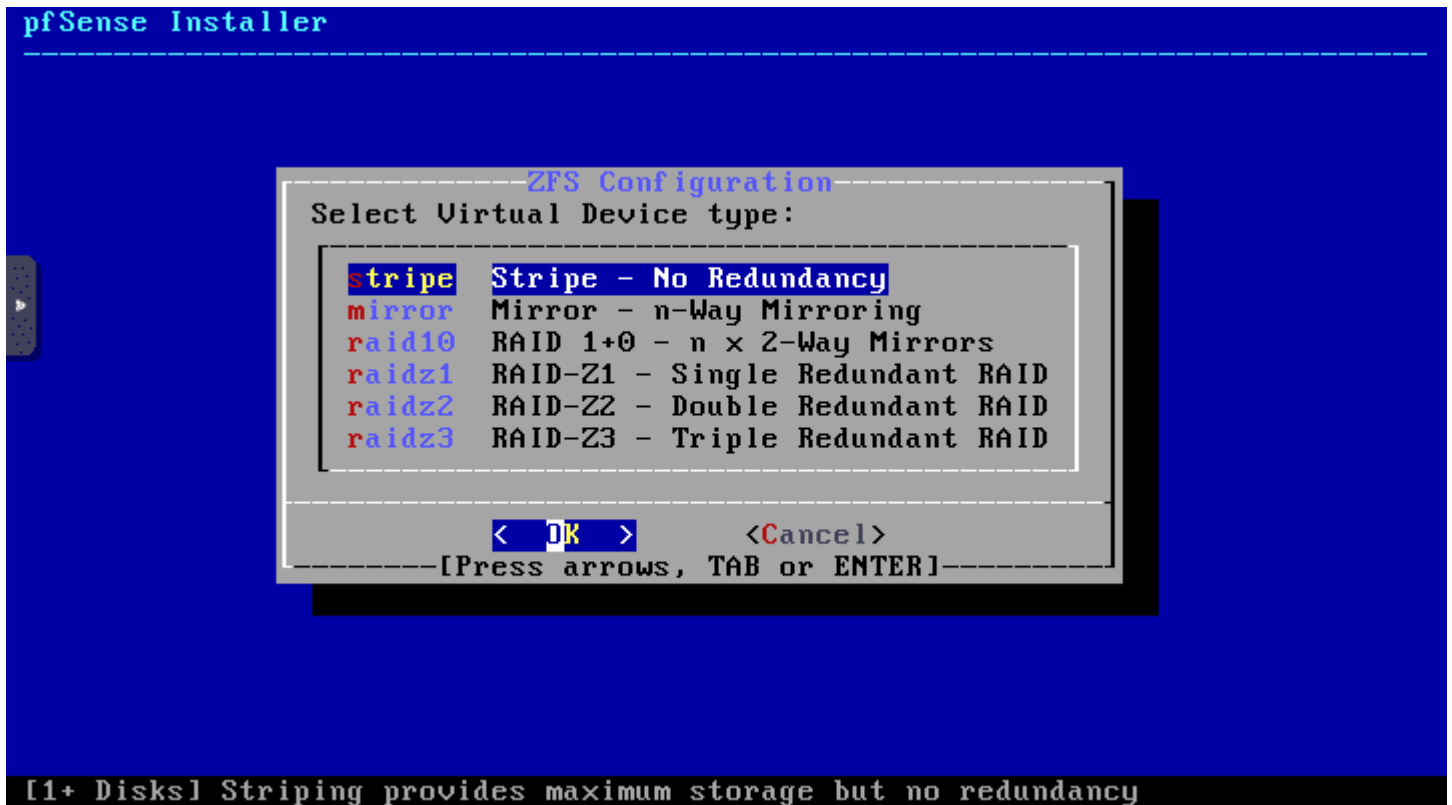 pfSense Installer
ZFS Configuration
Select Virtual Device type:
stripe Stripe - No Redundancy
mirror Mirror - n-Way Mirroring
raid10 RAID 1+0 - n x 2-Way Mirrors
raidz1 RAID-Z1 - Single Redundant RAID
raidz2 RAID-Z2 - Double Redundant RAID
raidz3 RAID-Z3 - Triple Redundant RAID
< OK > <Cancel>
[Press arrows, TAB or ENTER]
[1+ Disks] Striping provides maximum storage but no redundancy